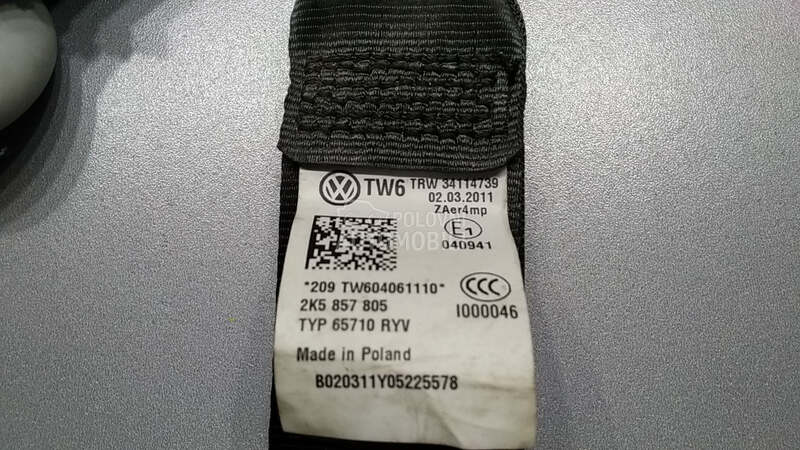 TW6 TRW 34114739
02.03.2011
ZAer4mp
E1
040941
*209 TW604061110*
2K5 857 805
CCC
TYP 65710 RYV
I000046
Made in Poland
B020311Y05225578